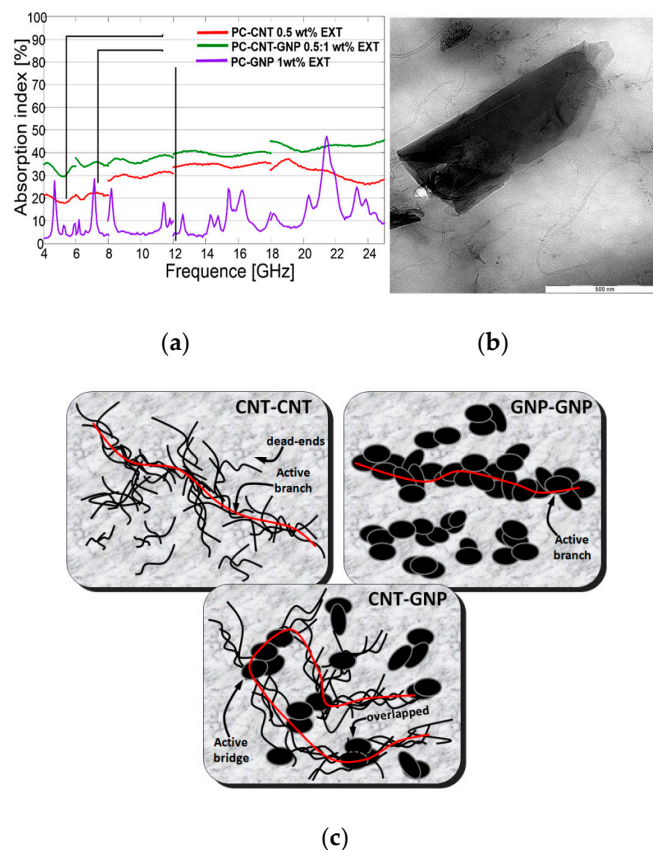 (a)
Absorption index [%]
100
90
80
70
60
50
40
30
20
10
0
PC-CNT 0.5 wt% EXT
PC-CNT-GNP 0.5:1 wt% EXT
PC-GNP 1wt% EXT
4 6 8 10 12 14 16 18 20 22 24
Frequence [GHz]
500 nm
(a)
(b)
CNT-CNT
dead-ends
Active
branch
GNP-GNP
Active
branch
CNT-GNP
overlapped
Active
bridge
(c)